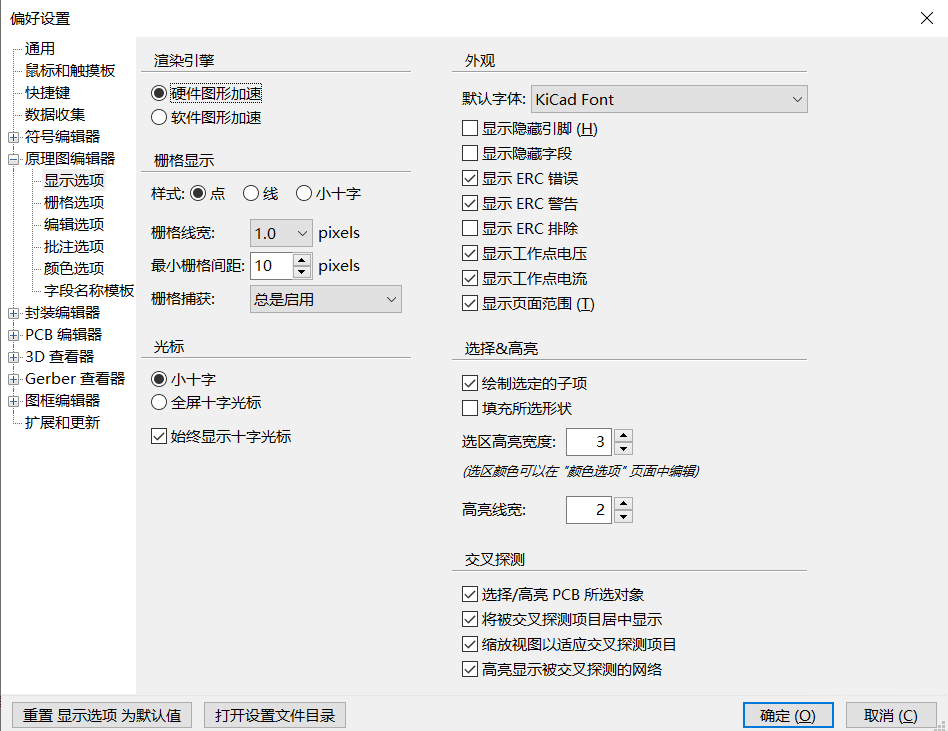 偏好设置
通用
鼠标和触摸板
快捷键
数据收集
符号编辑器
原理图编辑器
显示选项
栅格选项
编辑选项
批注选项
颜色选项
字段名称模板
封装编辑器
PCB 编辑器
3D 查看器
Gerber 查看器
图框编辑器
扩展和更新
渲染引擎
硬件图形加速
软件图形加速
栅格显示
样式: 点 线 小十字
栅格线宽: 1.0 pixels
最小栅格间距: 10 pixels
栅格捕获: 总是启用
光标
小十字
全屏十字光标
始终显示十字光标
外观
默认字体: KiCad Font
显示隐藏引脚 (H)
显示隐藏字段
显示 ERC 错误
显示 ERC 警告
显示 ERC 排除
显示工作点电压
显示工作点电流
显示页面范围 (T)
选择&高亮
绘制选定的子项
填充所选形状
选区高亮宽度: 3
(选区颜色可以在 "颜色选项" 页面中编辑)
高亮线宽: 2
交叉探测
选择/高亮 PCB 所选对象
将被交叉探测项目居中显示
缩放视图以适应交叉探测项目
高亮显示被交叉探测的网络
重置 显示选项 为默认值 打开设置文件目录 确定 (O) 取消 (C)